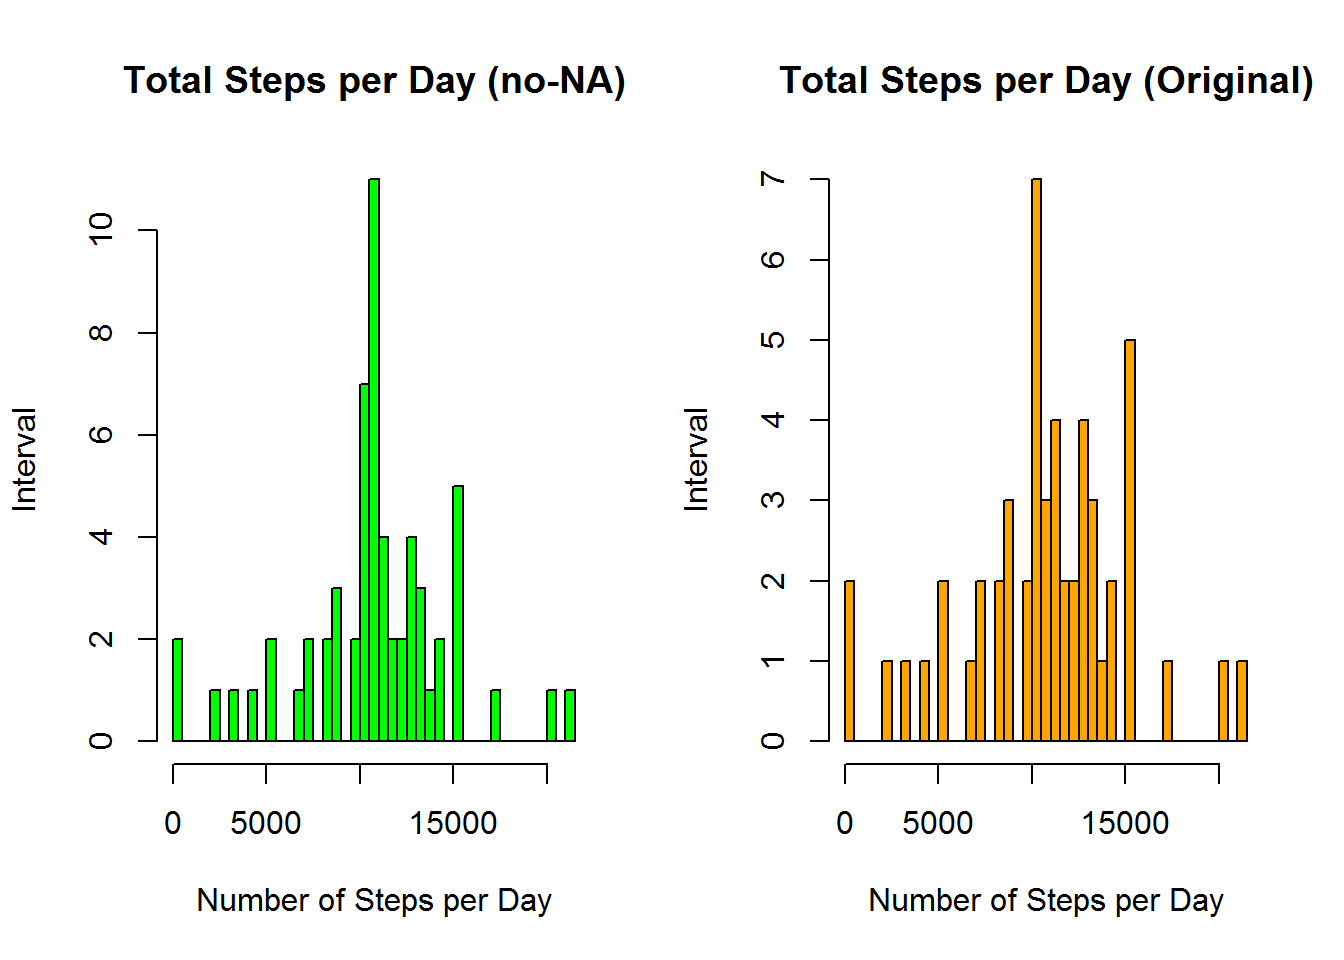 Total Steps per Day (no-NA)
Interval
0
2
4
6
8
10
0 5000 15000
Number of Steps per Day
Total Steps per Day (Original)
Interval
0
1
2
3
4
5
6
7
0 5000 15000
Number of Steps per Day